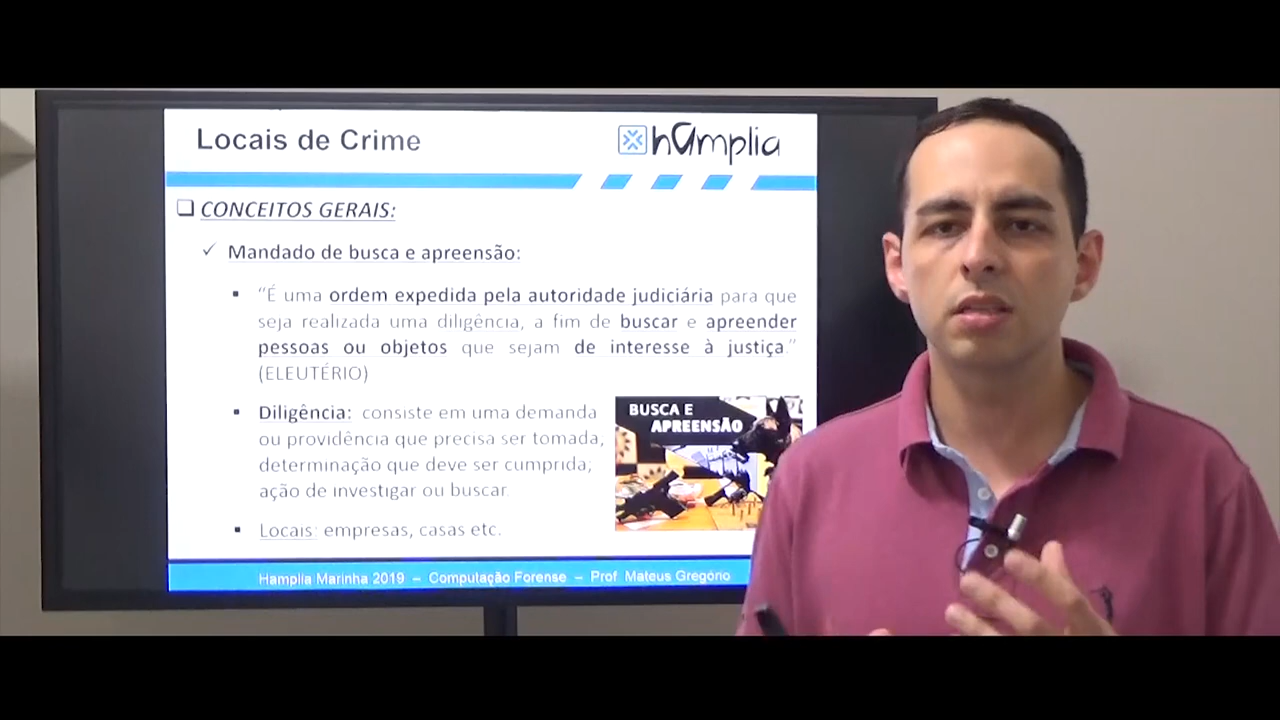 Locais de Crime
hamplia
CONCEITOS GERAIS:
Mandado de busca e apreensão:
"É uma ordem expedida pela autoridade judiciária para que
seja realizada uma diligência, a fim de buscar e apreender
pessoas ou objetos que sejam de interesse à justiça."
(ELEUTÉRIO)
Diligência: consiste em uma demanda
ou providência que precisa ser tomada,
determinação que deve ser cumprida;
ação de investigar ou buscar.
BUSCA E
APREENSÃO
Locais: empresas, casas etc.
Hamplia Marinha 2019 – Computação Forense – Prof Mateus Gregório